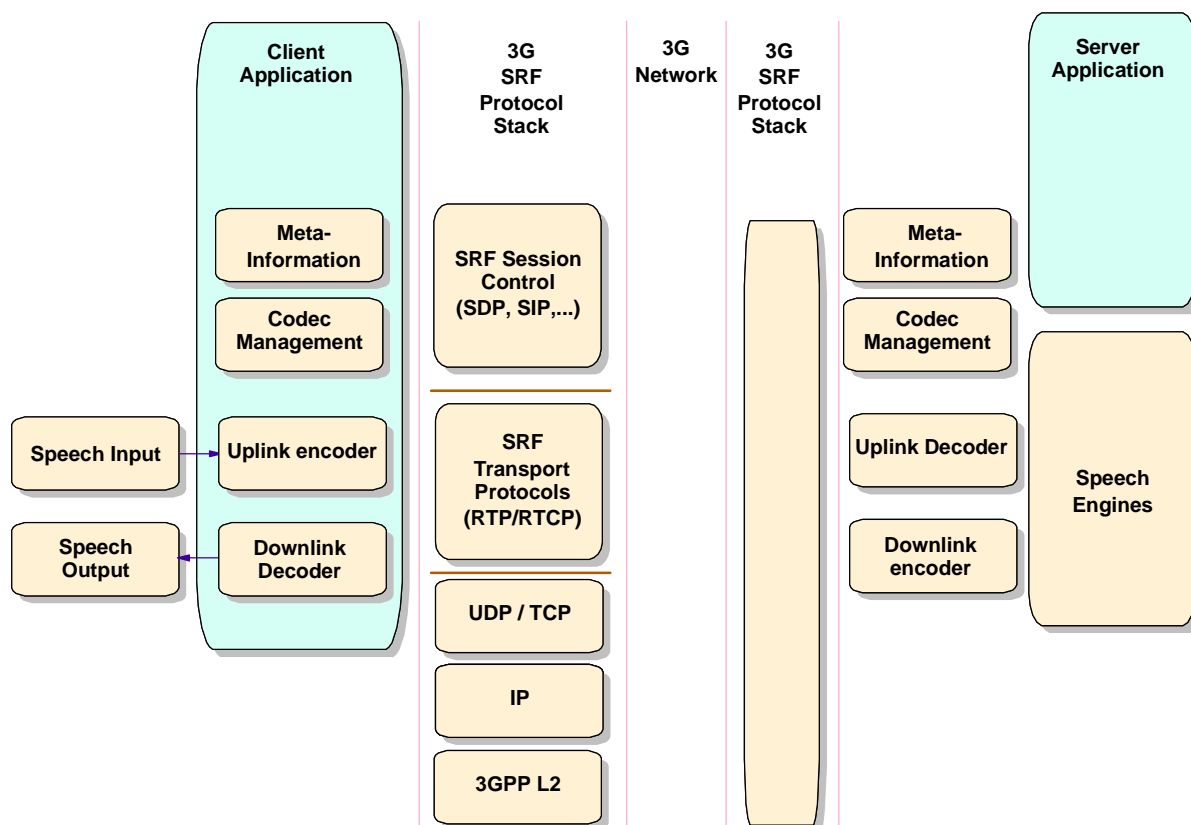 Client
Application
3G
SRF
Protocol
Stack
3G
Network
3G
SRF
Protocol
Stack
Server
Application
Meta-
Information
SRF Session
Control
(SDP, SIP,...)
Meta-
Information
Codec
Management
Codec
Management
Speech Input
Uplink encoder
SRF
Transport
Protocols
(RTP/RTCP)
Uplink Decoder
Speech
Engines
Speech
Output
Downlink
Decoder
Downlink
encoder
UDP / TCP
IP
3GPP L2